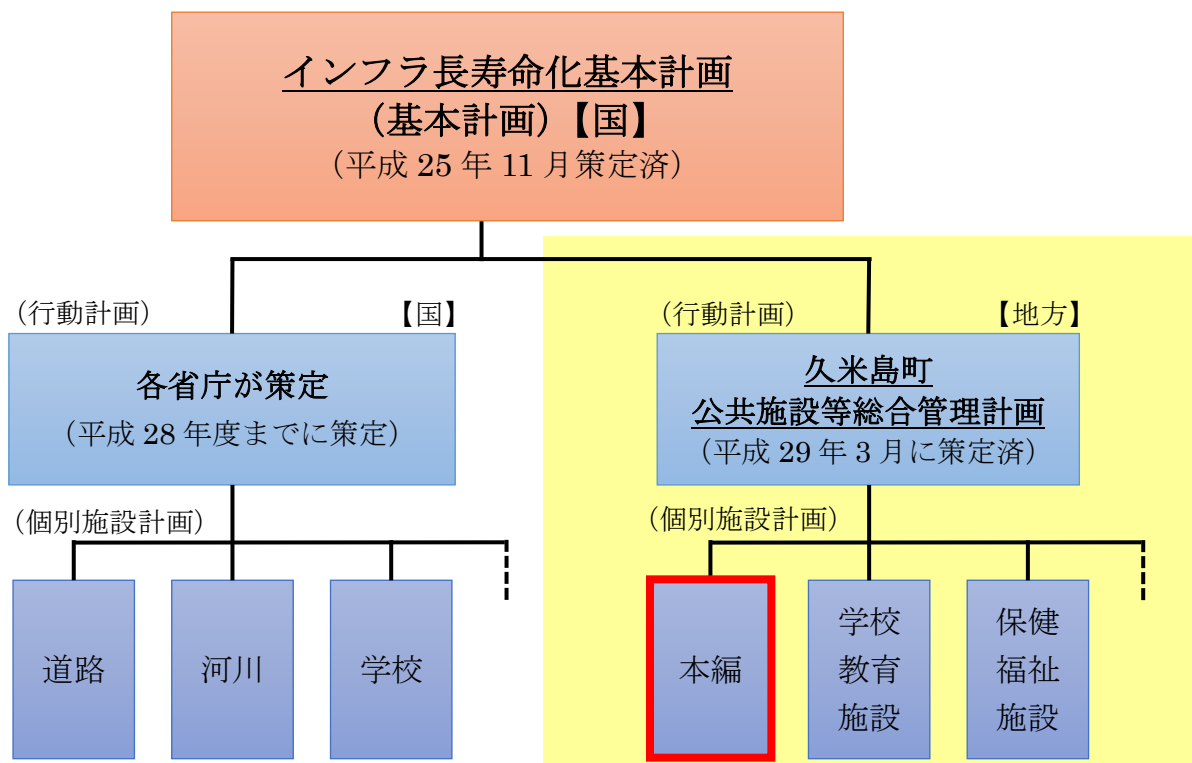 インフラ長寿命化基本計画
（基本計画）【国】
（平成 25 年 11 月策定済）
（行動計画）
【国】
各省庁が策定
（平成 28 年度までに策定）
（個別施設計画）
道路
河川
学校
（行動計画）
【地方】
久米島町
公共施設等総合管理計画
（平成 29 年 3 月に策定済）
（個別施設計画）
本編
学校
教育
施設
保健
福祉
施設